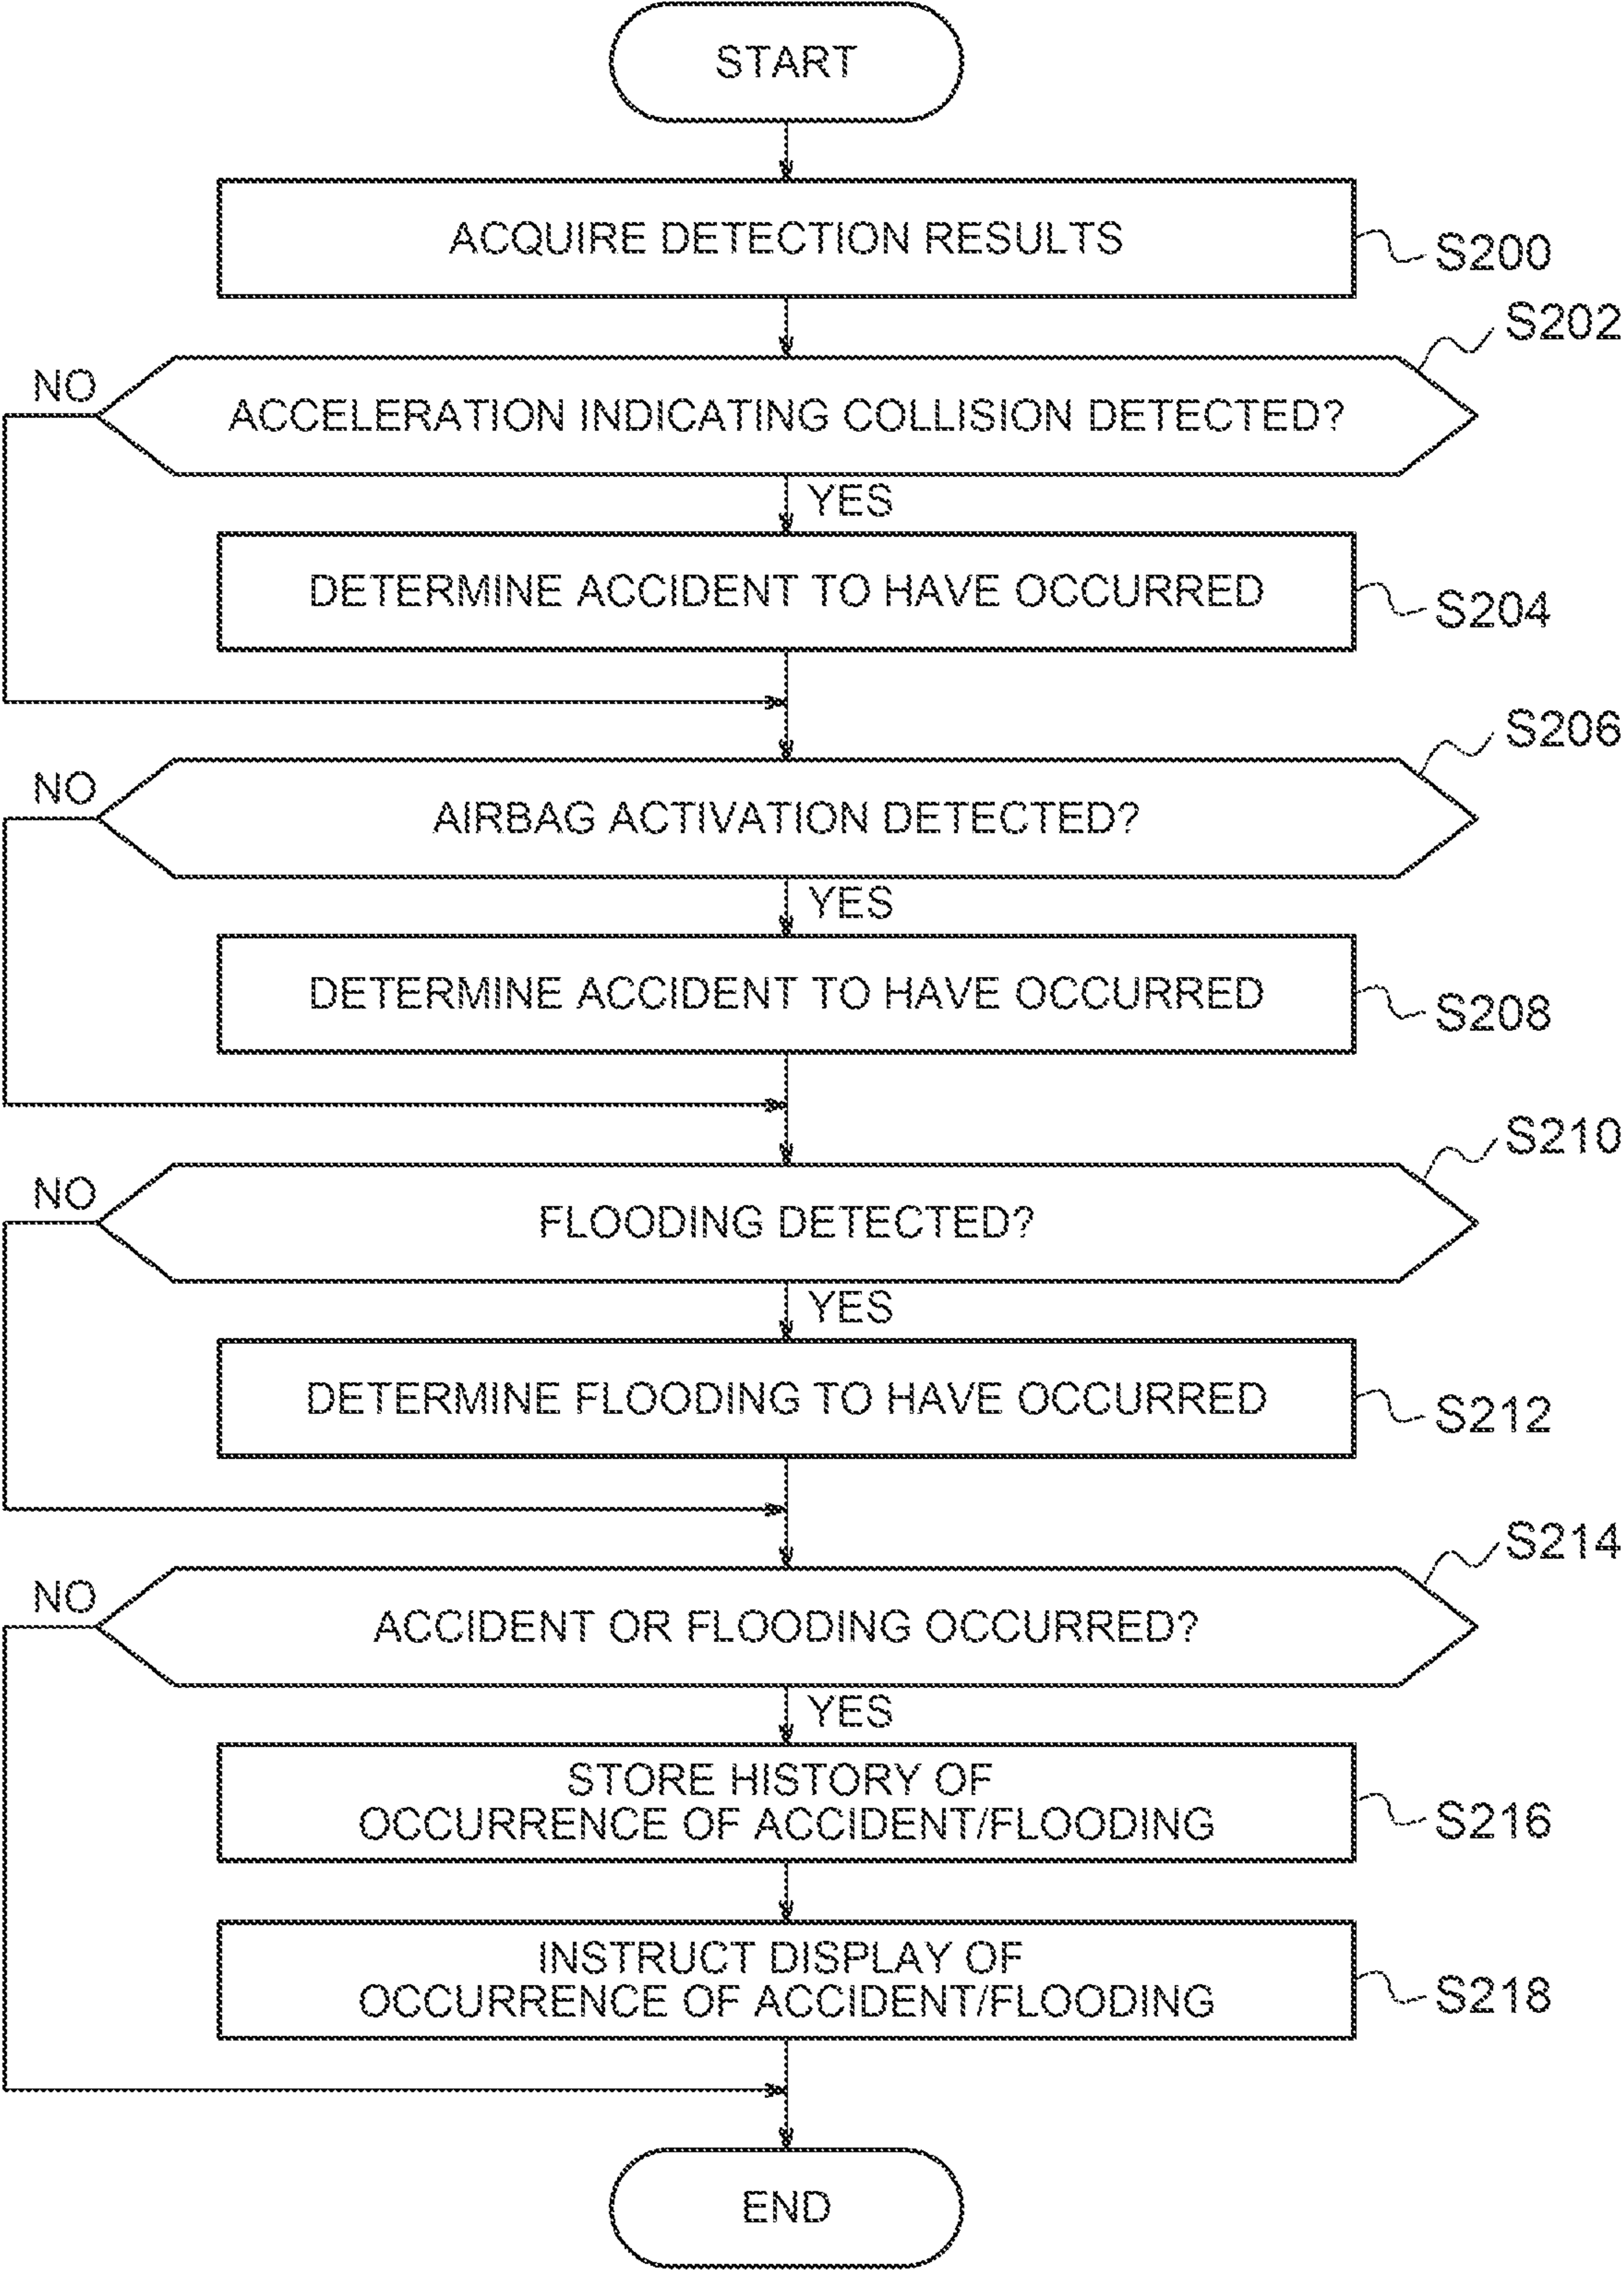 START
ACQUIRE DETECTION RESULTS
S200
S202
NO
ACCELERATION INDICATING COLLISION DETECTED?
YES
DETERMINE ACCIDENT TO HAVE OCCURRED
S204
S206
NO
AIRBAG ACTIVATION DETECTED?
YES
DETERMINE ACCIDENT TO HAVE OCCURRED
S208
S210
NO
FLOODING DETECTED?
YES
DETERMINE FLOODING TO HAVE OCCURRED
S212
S214
NO
ACCIDENT OR FLOODING OCCURRED?
YES
STORE HISTORY OF
OCCURRENCE OF ACCIDENT/FLOODING
S216
INSTRUCT DISPLAY OF
OCCURRENCE OF ACCIDENT/FLOODING
S218
END